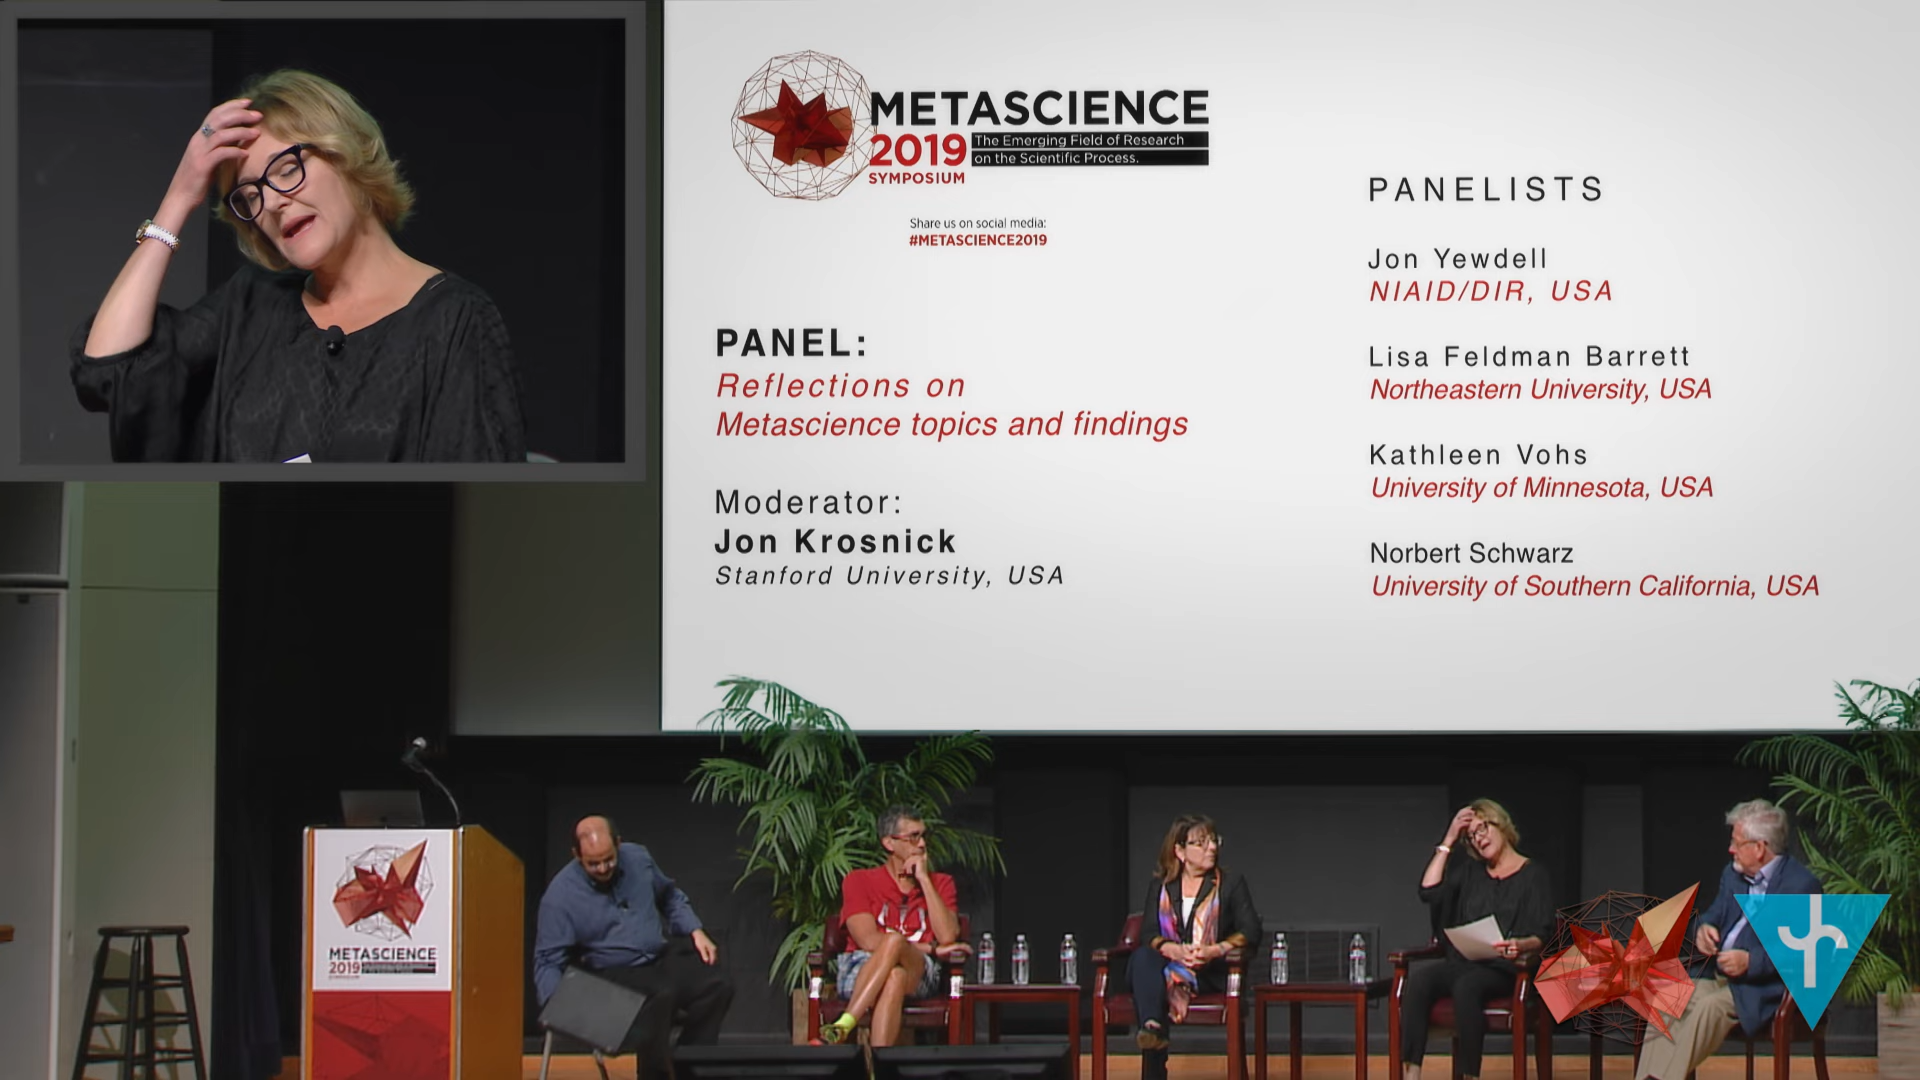 METASCIENCE
2019 The Emerging Field of Research
on the Scientific Process.
SYMPOSIUM
Share us on social media:
#METASCIENCE2019
PANEL:
Reflections on
Metascience topics and findings
Moderator:
Jon Krosnick
Stanford University, USA
PANELISTS
Jon Yewdell
NIAID/DIR, USA
Lisa Feldman Barrett
Northeastern University, USA
Kathleen Vohs
University of Minnesota, USA
Norbert Schwarz
University of Southern California, USA
METASCIENCE
2019
SYMPOSIUM